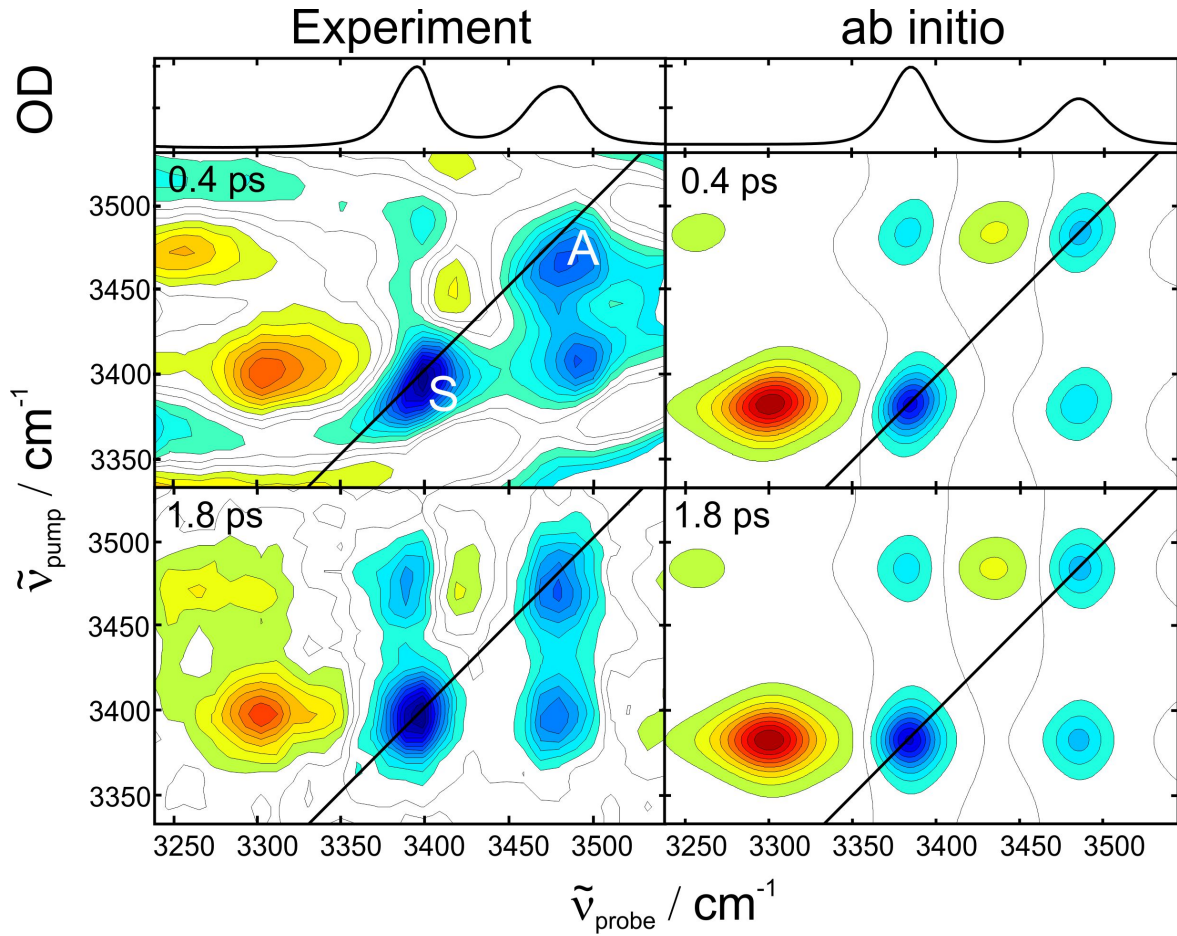 Experiment
ab initio
OD
0.4 ps
0.4 ps
A
S
3500
3450
3400
3350
1.8 ps
1.8 ps
3500
3450
3400
3350
ν̃pump / cm⁻¹
3250 3300 3350 3400 3450 3500
3250 3300 3350 3400 3450 3500
ν̃probe / cm⁻¹